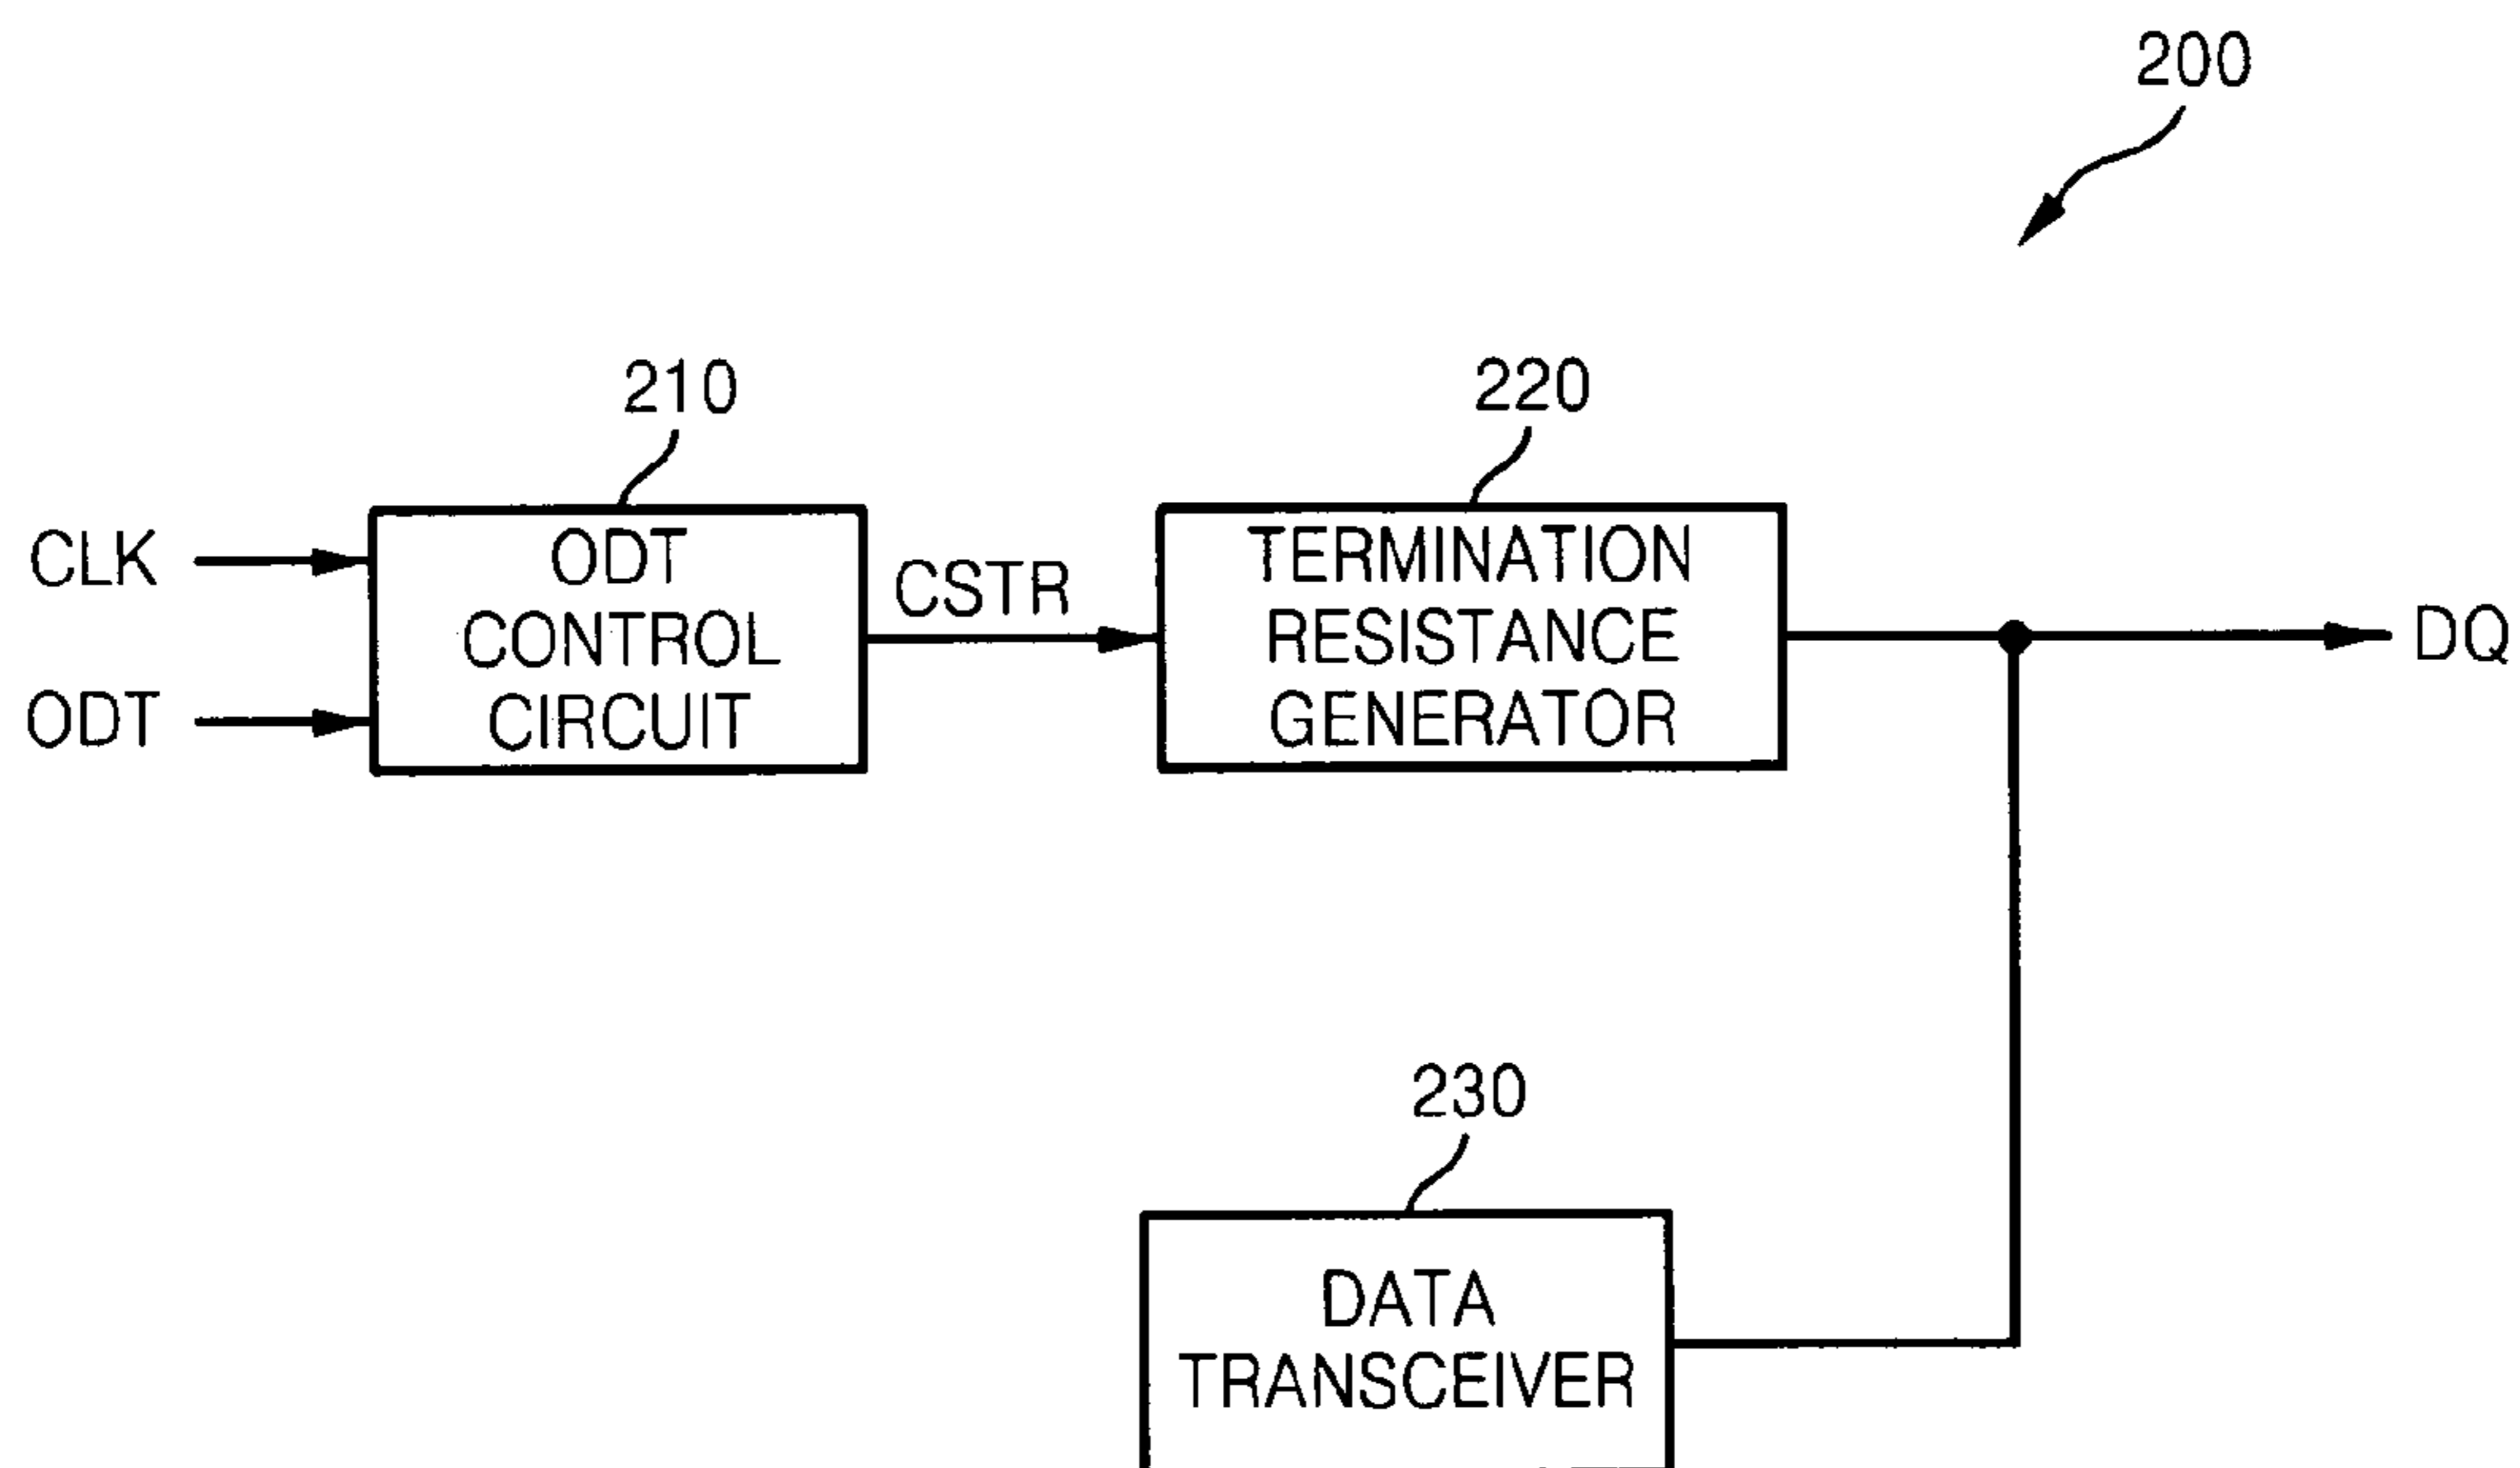 200
210
220
CLK
ODT
ODT
CONTROL
CIRCUIT
CSTR
TERMINATION
RESISTANCE
GENERATOR
DQ
230
DATA
TRANSCEIVER